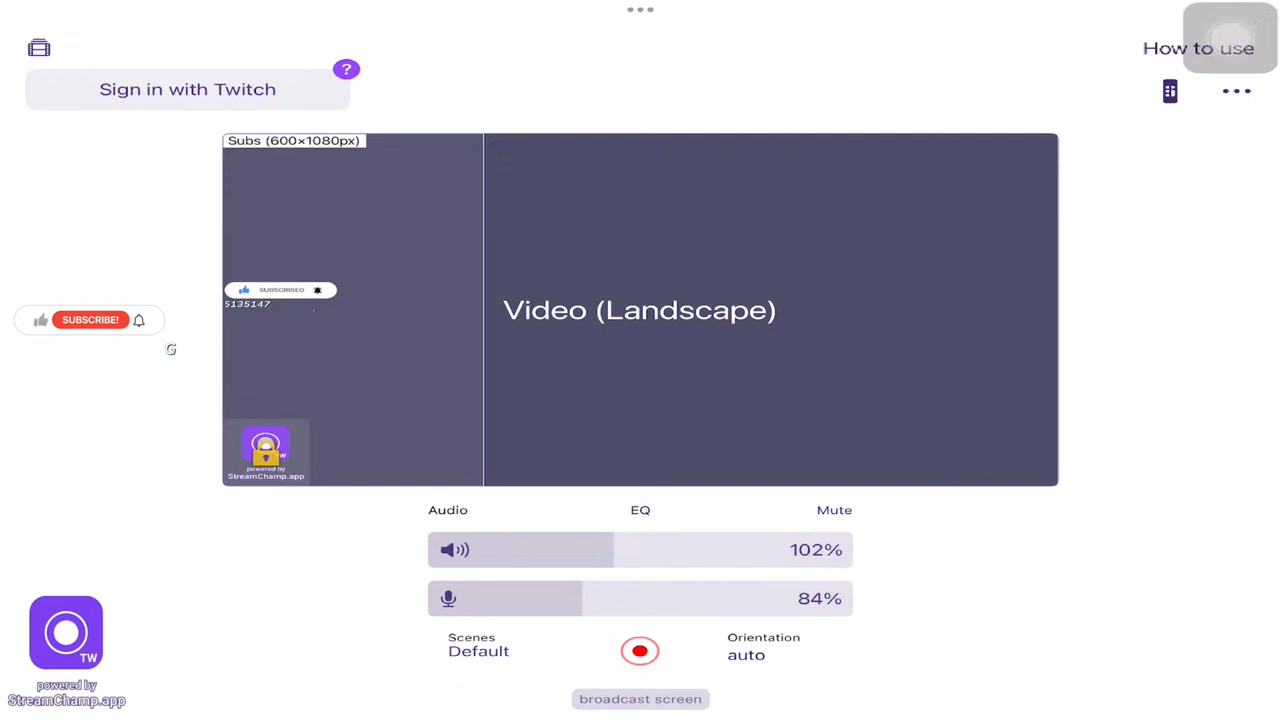 How to use
?
Sign in with Twitch
Subs (600×1080px)
SUBSCRIBED
5135147
SUBSCRIBE!
G
Video (Landscape)
TW
powered by
StreamChamp.app
Audio
EQ
Mute
102%
84%
Scenes
Default
Orientation
auto
TW
powered by
StreamChamp.app
broadcast screen